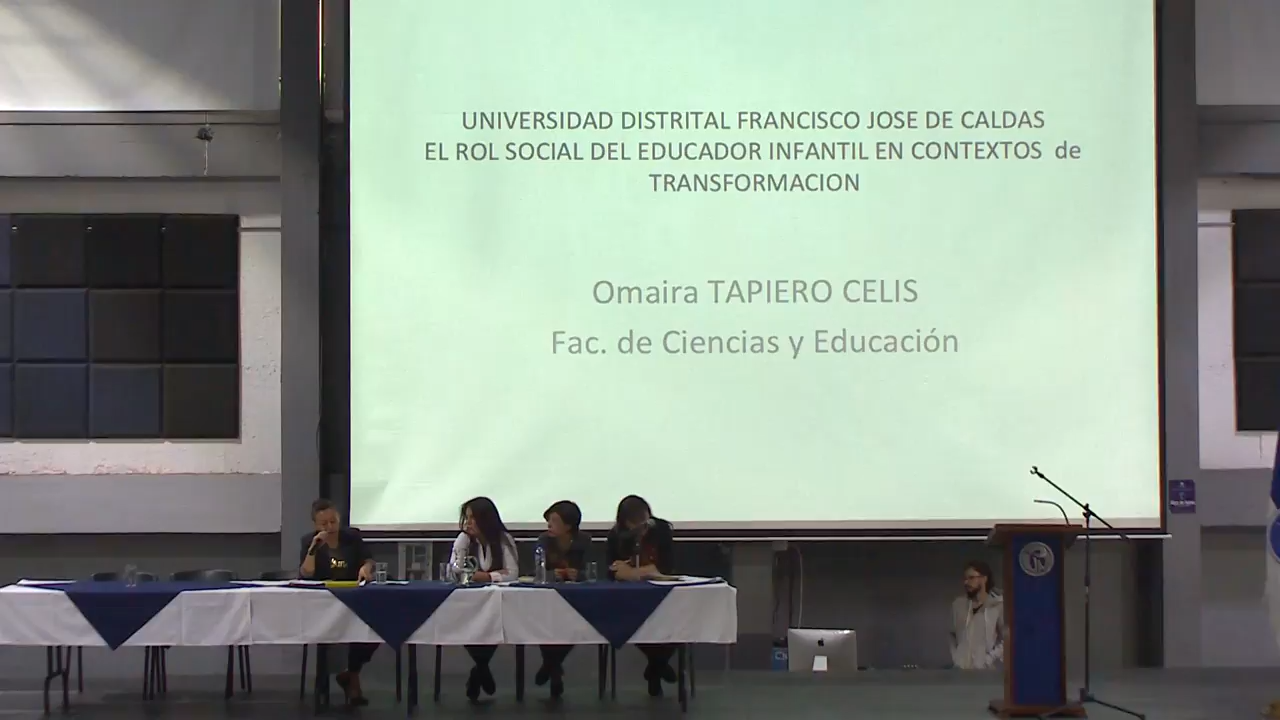 UNIVERSIDAD DISTRITAL FRANCISCO JOSE DE CALDAS
EL ROL SOCIAL DEL EDUCADOR INFANTIL EN CONTEXTOS de
TRANSFORMACION
Omaira TAPIERO CELIS
Fac. de Ciencias y Educación